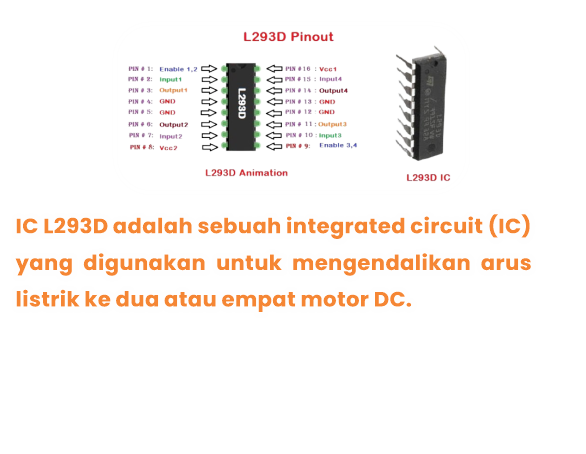 L293D Pinout
PIN # 1: Enable 1,2
PIN # 2: Input1
PIN # 3: Output1
PIN # 4: GND
PIN # 5: GND
PIN # 6: Output2
PIN # 7: Input2
PIN # 8: Vcc2
L293D
PIN #16 : Vcc1
PIN # 15 : Input4
PIN # 14 : Output4
PIN # 13 : GND
PIN # 12 : GND
PIN # 11 : Output3
PIN # 10 : Input3
PIN # 9: Enable 3,4
L293D Animation
L293D IC
IC L293D adalah sebuah integrated circuit (IC)
yang digunakan untuk mengendalikan arus
listrik ke dua atau empat motor DC.